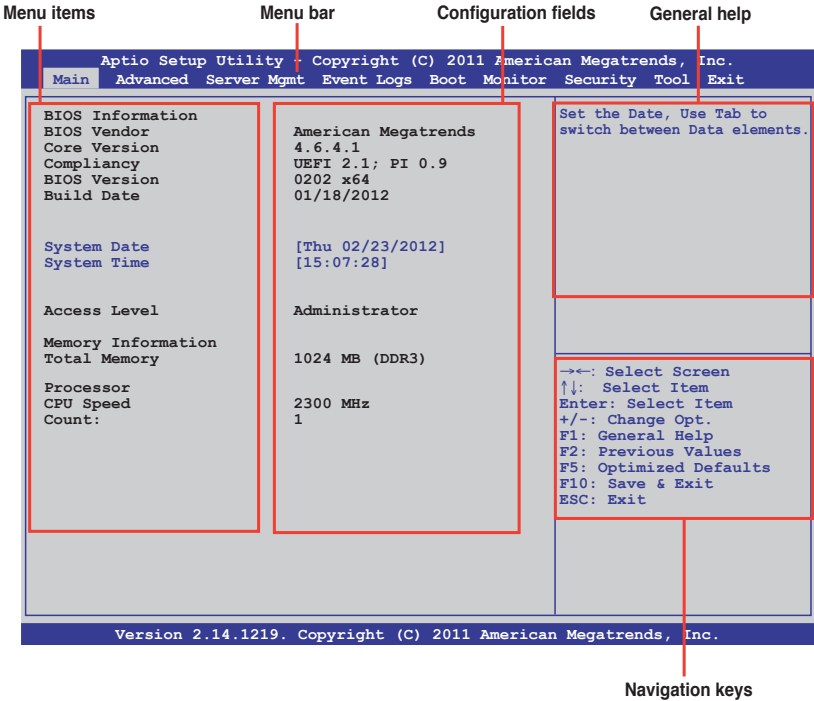 Menu items Menu bar Configuration fields General help
Aptio Setup Utility - Copyright (C) 2011 American Megatrends, Inc.
Main Advanced Server Mgmt Event Logs Boot Monitor Security Tool Exit
BIOS Information
BIOS Vendor American Megatrends
Core Version 4.6.4.1
Compliancy UEFI 2.1; PI 0.9
BIOS Version 0202 x64
Build Date 01/18/2012
System Date [Thu 02/23/2012]
System Time [15:07:28]
Access Level Administrator
Memory Information
Total Memory 1024 MB (DDR3)
Processor
CPU Speed 2300 MHz
Count: 1
Set the Date, Use Tab to
switch between Data elements.
→←: Select Screen
↑↓: Select Item
Enter: Select Item
+/-: Change Opt.
F1: General Help
F2: Previous Values
F5: Optimized Defaults
F10: Save & Exit
ESC: Exit
Version 2.14.1219. Copyright (C) 2011 American Megatrends, Inc.
Navigation keys